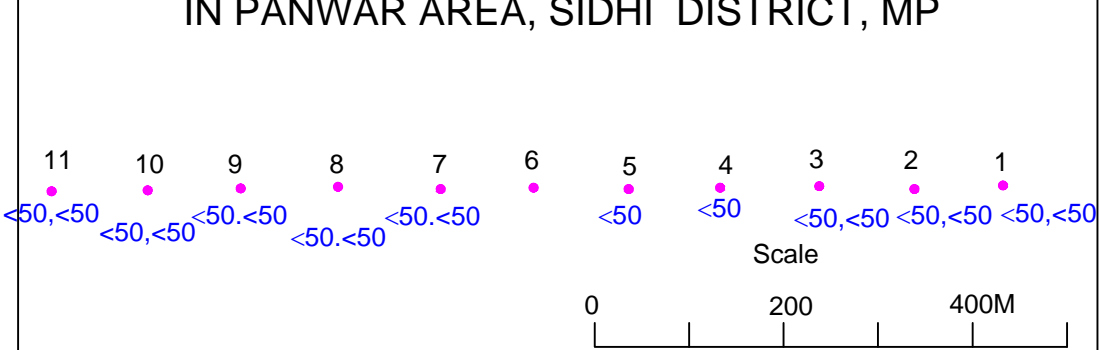 IN PANWAR AREA, SIDHI DISTRICT, MP
11 10 9 8 7 6 5 4 3 2 1
<50,<50 <50,<50 <50.<50 <50.<50 <50.<50 <50 <50 <50,<50 <50,<50 <50,<50
Scale
0 200 400M